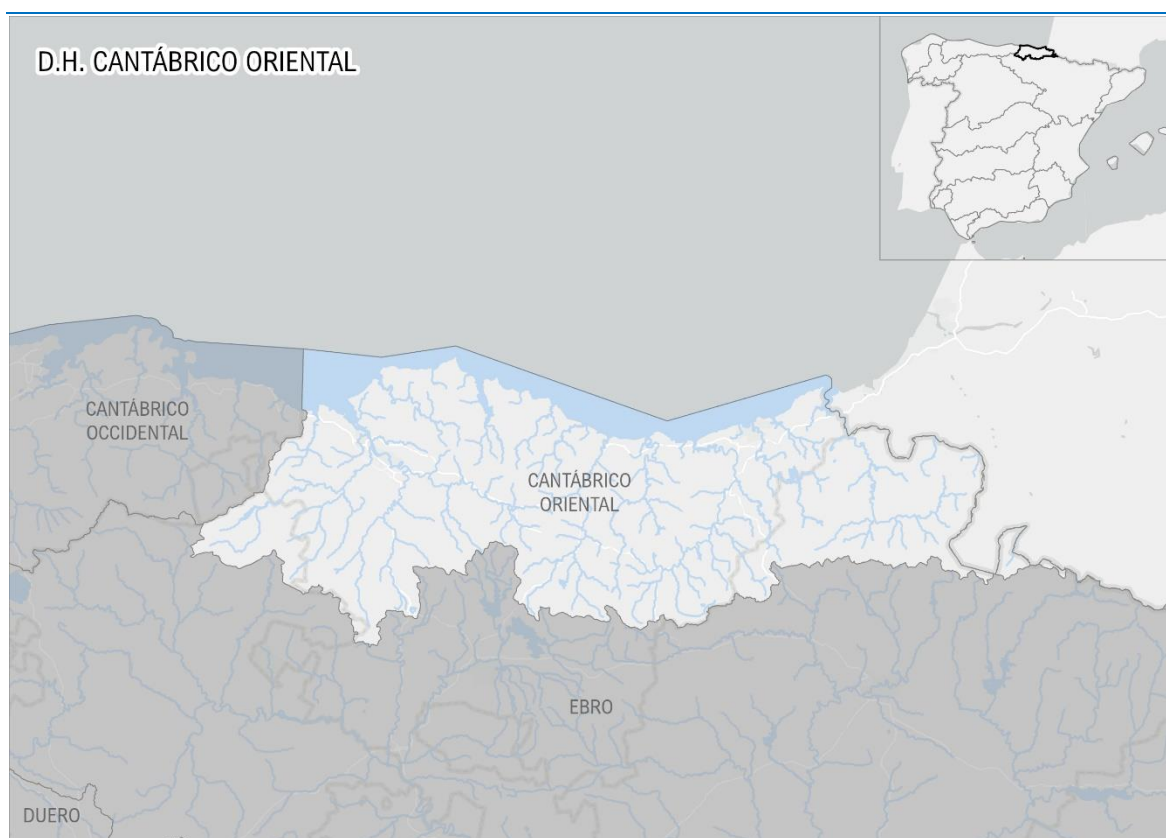 D.H. CANTÁBRICO ORIENTAL
CANTÁBRICO
OCCIDENTAL
CANTÁBRICO
ORIENTAL
EBRO
DUERO